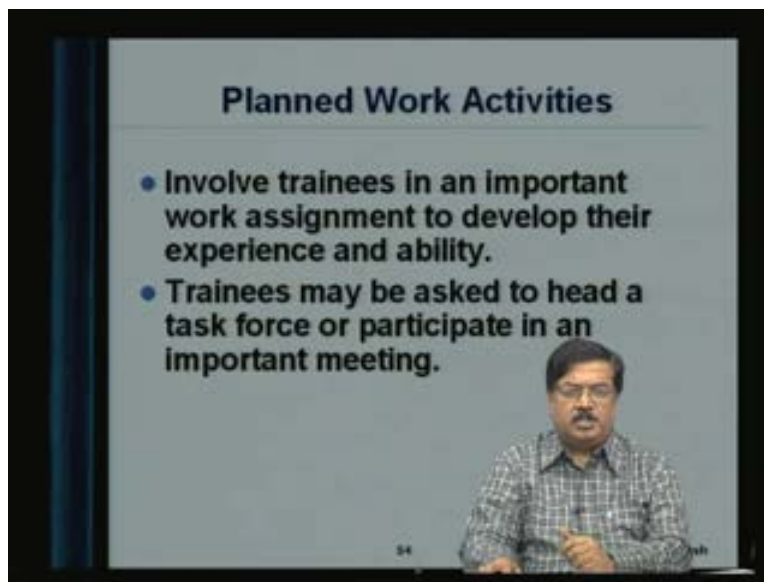 Planned Work Activities
• Involve trainees in an important
work assignment to develop their
experience and ability.
• Trainees may be asked to head a
task force or participate in an
important meeting.
54